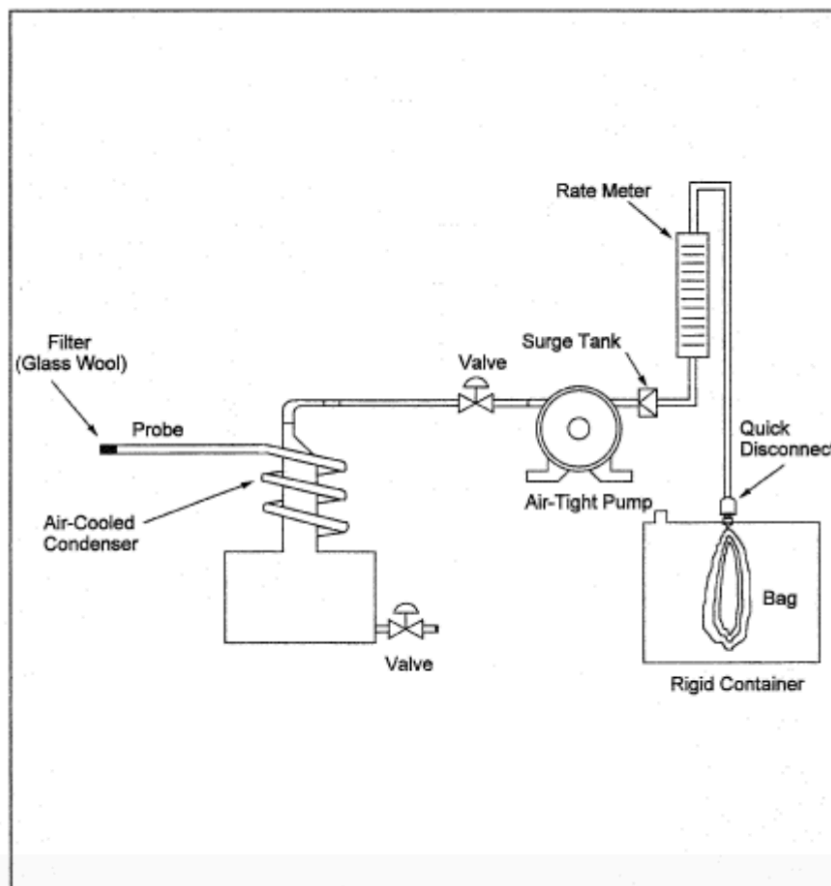 Rate Meter
Filter
(Glass Wool)
Valve
Surge Tank
Probe
Quick
Disconnect
Air-Cooled
Condenser
Air-Tight Pump
Bag
Valve
Rigid Container